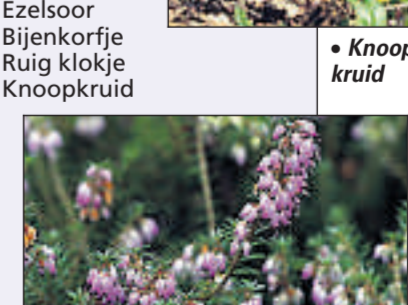 Ezelsoor
Bijenkorfje
Ruig klokje
Knoopkruid
• Knoop
kruid